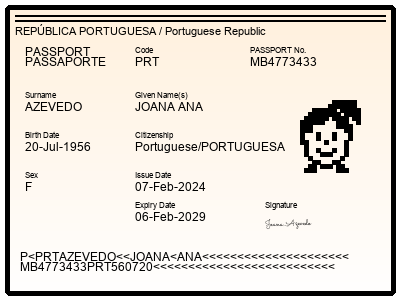 REPÚBLICA PORTUGUESA / Portuguese Republic
PASSPORT
PASSAPORTE
Code
PRT
PASSPORT No.
MB4773433
Surname
AZEVEDO
Given Name(s)
JOANA ANA
Birth Date
20-Jul-1956
Citizenship
Portuguese/PORTUGUESA
Sex
F
Issue Date
07-Feb-2024
Expiry Date
06-Feb-2029
Signature
Joana Azevedo
P<PRTAZEVEDO<<JOANA<ANA<<<<<<<<<<<<<<<<<<<<<
MB4773433PRT560720<<<<<<<<<<<<<<<<<<<<<<<<<<